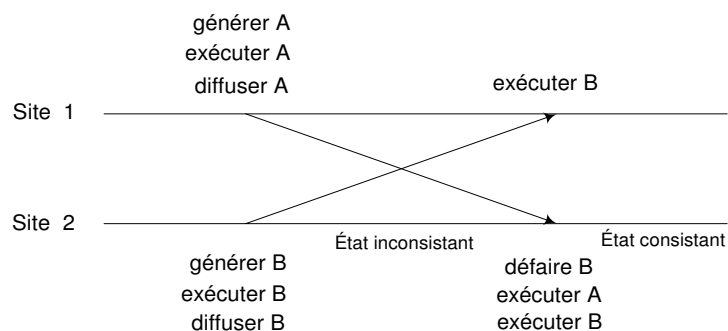 générer A
exécuter A
diffuser A
exécuter B
Site 1
Site 2
État inconsistant
État consistant
générer B
exécuter B
diffuser B
défaire B
exécuter A
exécuter B